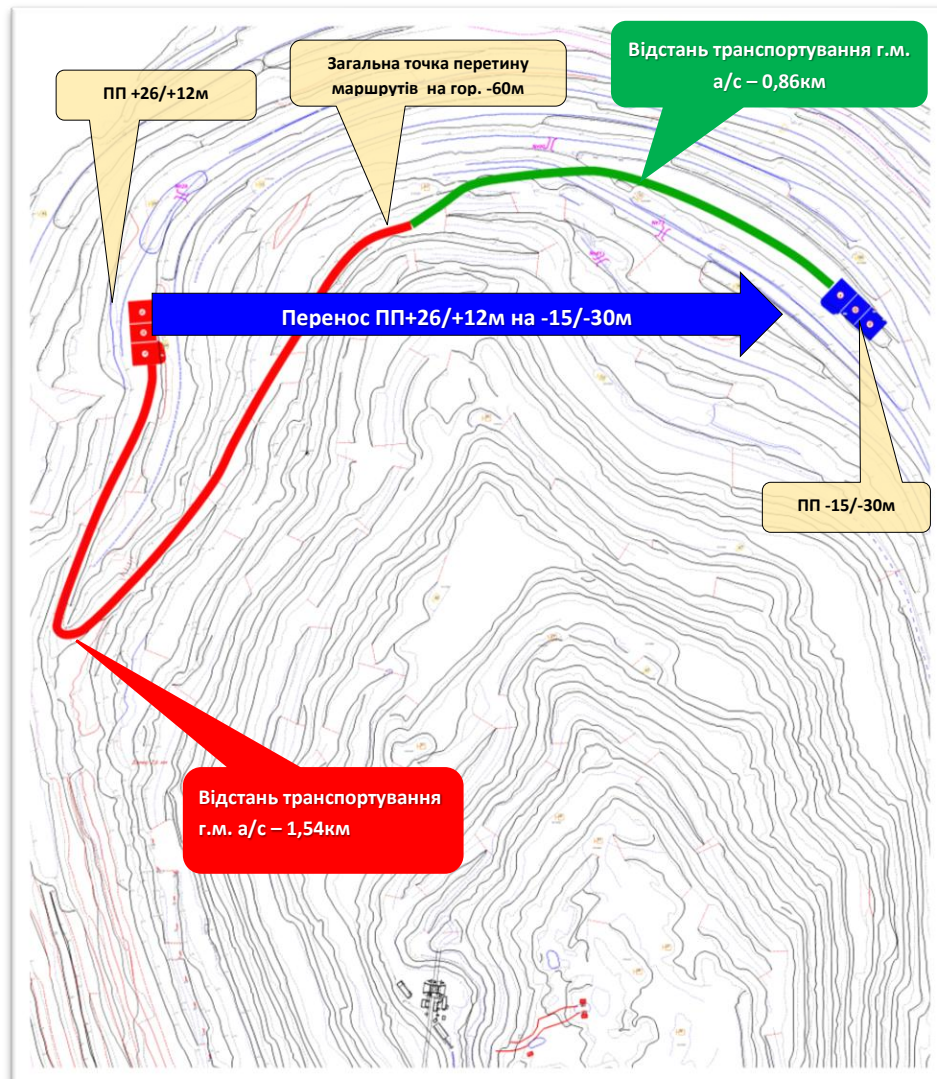 Відстань транспортування г.м.
а/с – 0,86км
Загальна точка перетину
маршрутів на гор. -60м
ПП +26/+12м
Перенос ПП+26/+12м на -15/-30м
ПП -15/-30м
Відстань транспортування
г.м. а/с – 1,54км